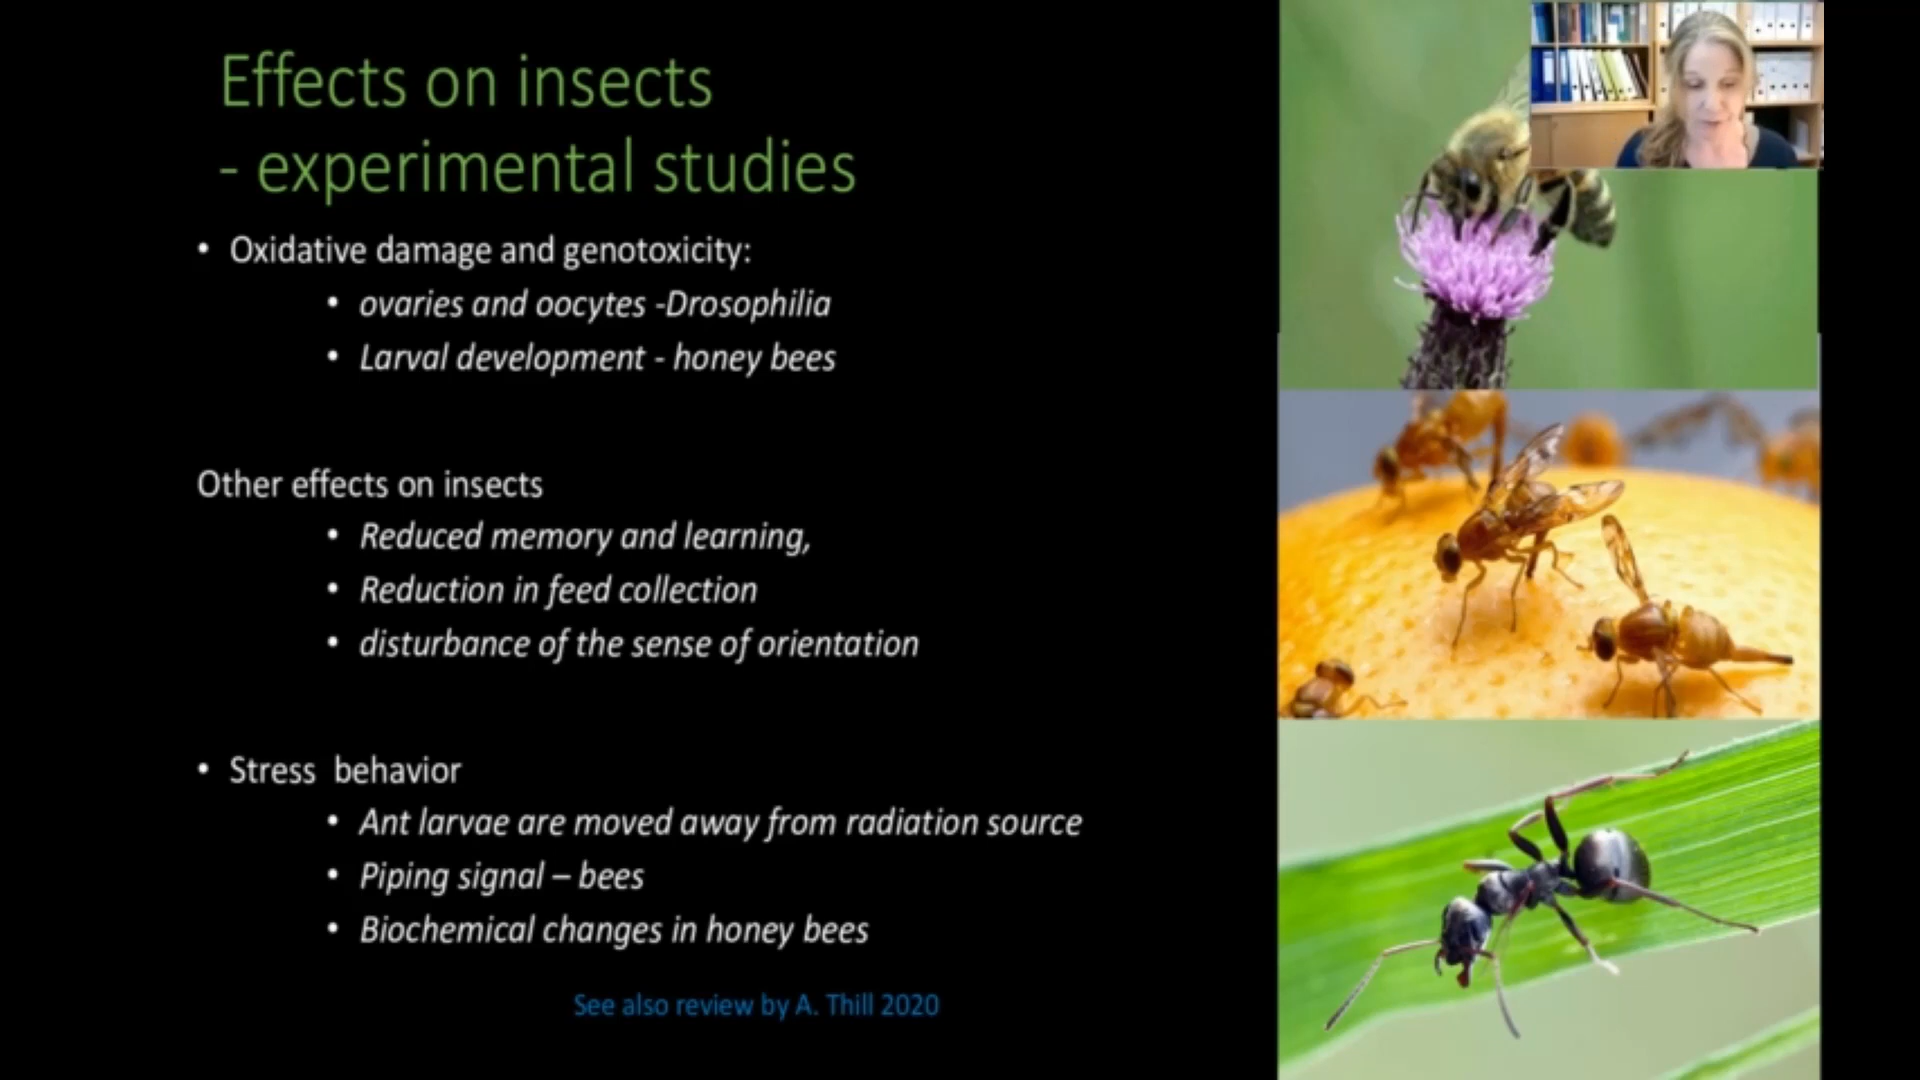 Effects on insects
- experimental studies
• Oxidative damage and genotoxicity:
• ovaries and oocytes -Drosophilia
• Larval development - honey bees
Other effects on insects
• Reduced memory and learning,
• Reduction in feed collection
• disturbance of the sense of orientation
• Stress behavior
• Ant larvae are moved away from radiation source
• Piping signal – bees
• Biochemical changes in honey bees
See also review by A. Thill 2020